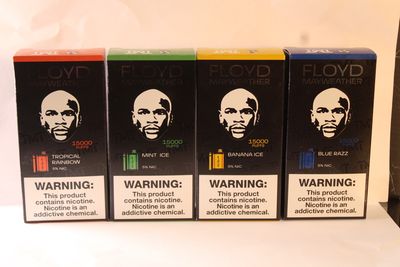 FLOYD
MAYWEATHER
15000
PUFFS
TROPICAL
RAINBOW
5% NIC
WARNING:
This product
contains nicotine.
Nicotine is an
addictive chemical.
FLOYD
MAYWEATHER
15000
PUFFS
MINT ICE
5% NIC
WARNING:
This product
contains nicotine.
Nicotine is an
addictive chemical.
FLOYD
MAYWEATHER
15000
PUFFS
BANANA ICE
5% NIC
WARNING:
This product
contains nicotine.
Nicotine is an
addictive chemical.
FLOYD
MAYWEATHER
BLUE RAZZ
5% NIC
WARNING:
This product
contains nicotine.
Nicotine is an
addictive chemical.